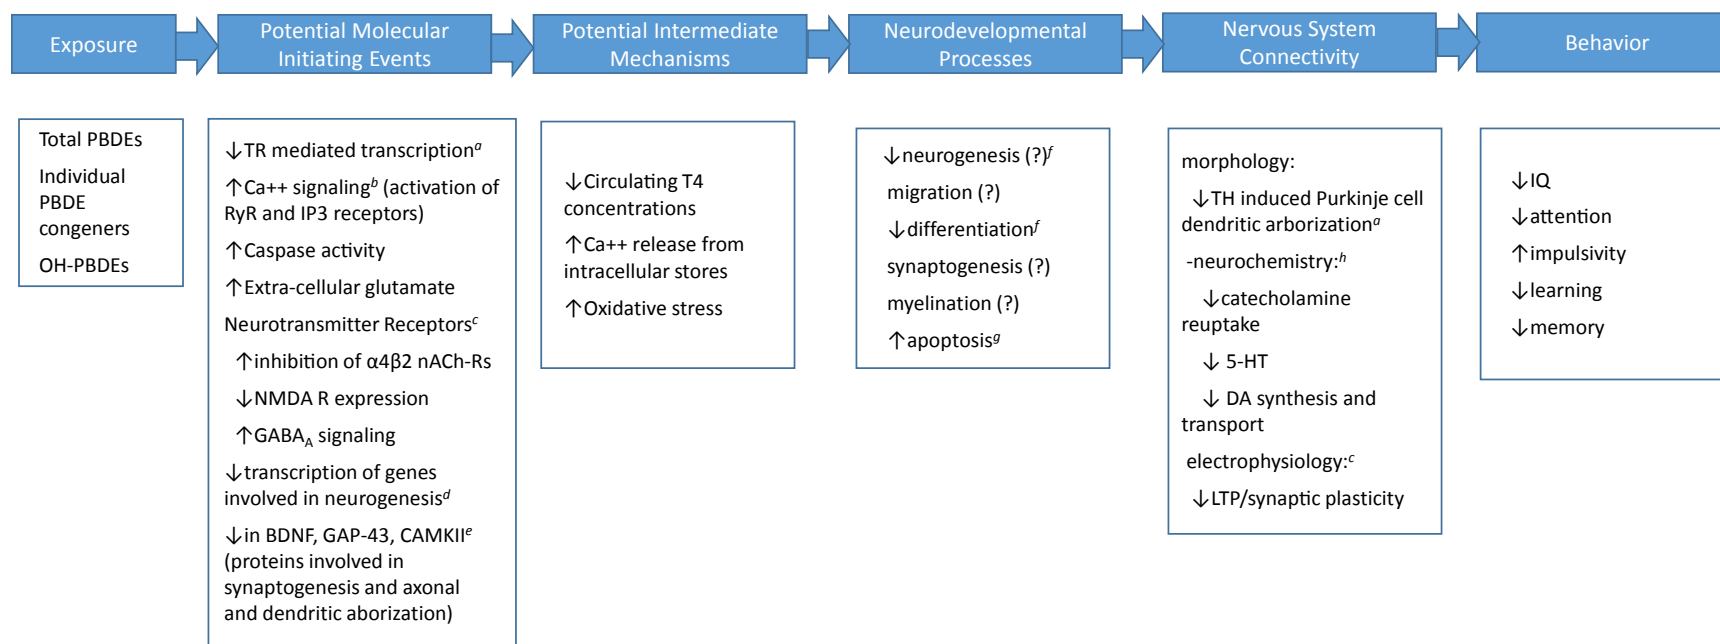 Exposure
Potential Molecular
Initiating Events
Potential Intermediate
Mechanisms
Neurodevelopmental
Processes
Nervous System
Connectivity
Behavior
Total PBDEs
Individual
PBDE
congeners
OH-PBDEs
↓TR mediated transcriptionᵃ
↑Ca++ signalingᵇ (activation of
RyR and IP3 receptors)
↑Caspase activity
↑Extra-cellular glutamate
Neurotransmitter Receptorsᶜ
↑inhibition of α4β2 nACh-Rs
↓NMDA R expression
↑GABA_A signaling
↓transcription of genes
involved in neurogenesisᵈ
↓in BDNF, GAP-43, CAMKIIᵉ
(proteins involved in
synaptogenesis and axonal
and dendritic aborization)
↓Circulating T4
concentrations
↑Ca++ release from
intracellular stores
↑Oxidative stress
↓neurogenesis (?)ᶠ
migration (?)
↓differentiationᶠ
synaptogenesis (?)
myelination (?)
↑apoptosisᵍ
morphology:
↓TH induced Purkinje cell
dendritic arborizationᵃ
-neurochemistry:ʰ
↓catecholamine
reuptake
↓ 5-HT
↓ DA synthesis and
transport
electrophysiology:ᶜ
↓LTP/synaptic plasticity
↓IQ
↓attention
↑impulsivity
↓learning
↓memory